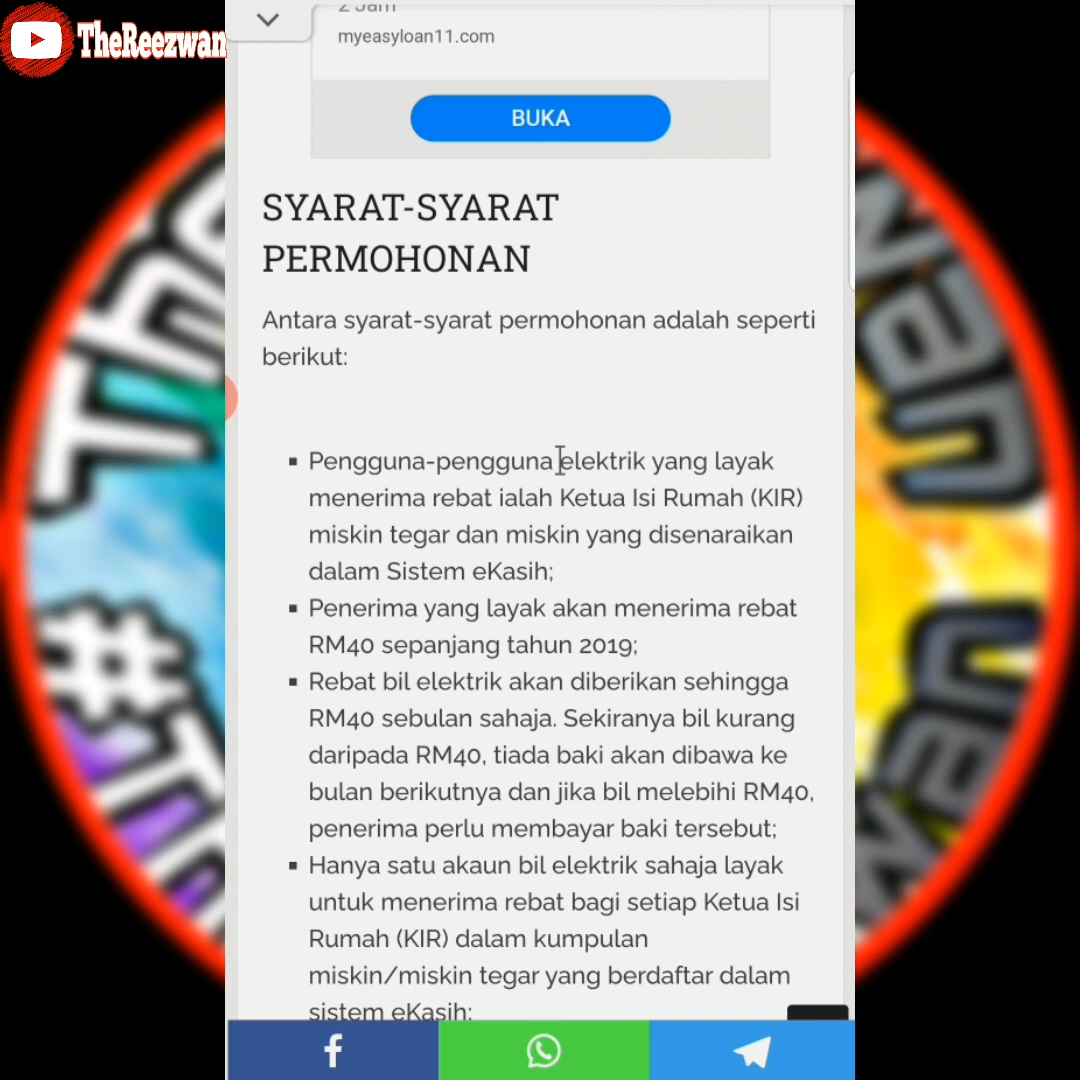 TheReezwan
2 Jam
myeasyloan11.com
BUKA
SYARAT-SYARAT
PERMOHONAN
Antara syarat-syarat permohonan adalah seperti
berikut:
Pengguna-pengguna elektrik yang layak
menerima rebat ialah Ketua Isi Rumah (KIR)
miskin tegar dan miskin yang disenaraikan
dalam Sistem eKasih;
Penerima yang layak akan menerima rebat
RM40 sepanjang tahun 2019;
Rebat bil elektrik akan diberikan sehingga
RM40 sebulan sahaja. Sekiranya bil kurang
daripada RM40, tiada baki akan dibawa ke
bulan berikutnya dan jika bil melebihi RM40,
penerima perlu membayar baki tersebut;
Hanya satu akaun bil elektrik sahaja layak
untuk menerima rebat bagi setiap Ketua Isi
Rumah (KIR) dalam kumpulan
miskin/miskin tegar yang berdaftar dalam
sistem eKasih;